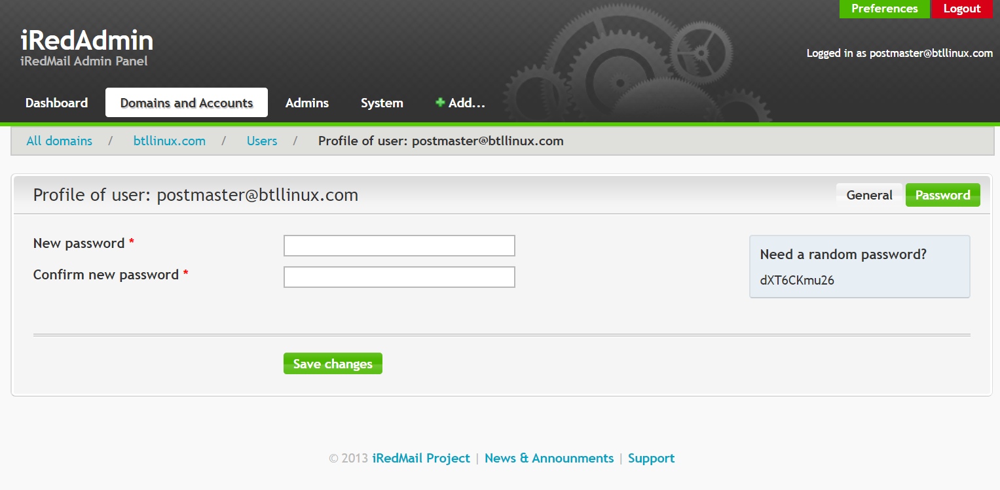 Preferences Logout
iRedAdmin
iRedMail Admin Panel
Logged in as postmaster@btllinux.com
Dashboard Domains and Accounts Admins System Add...
All domains / btllinux.com / Users / Profile of user: postmaster@btllinux.com
Profile of user: postmaster@btllinux.com General Password
New password *
Need a random password?
Confirm new password *
dXT6CKmu26
Save changes
© 2013 iRedMail Project | News & Announments | Support